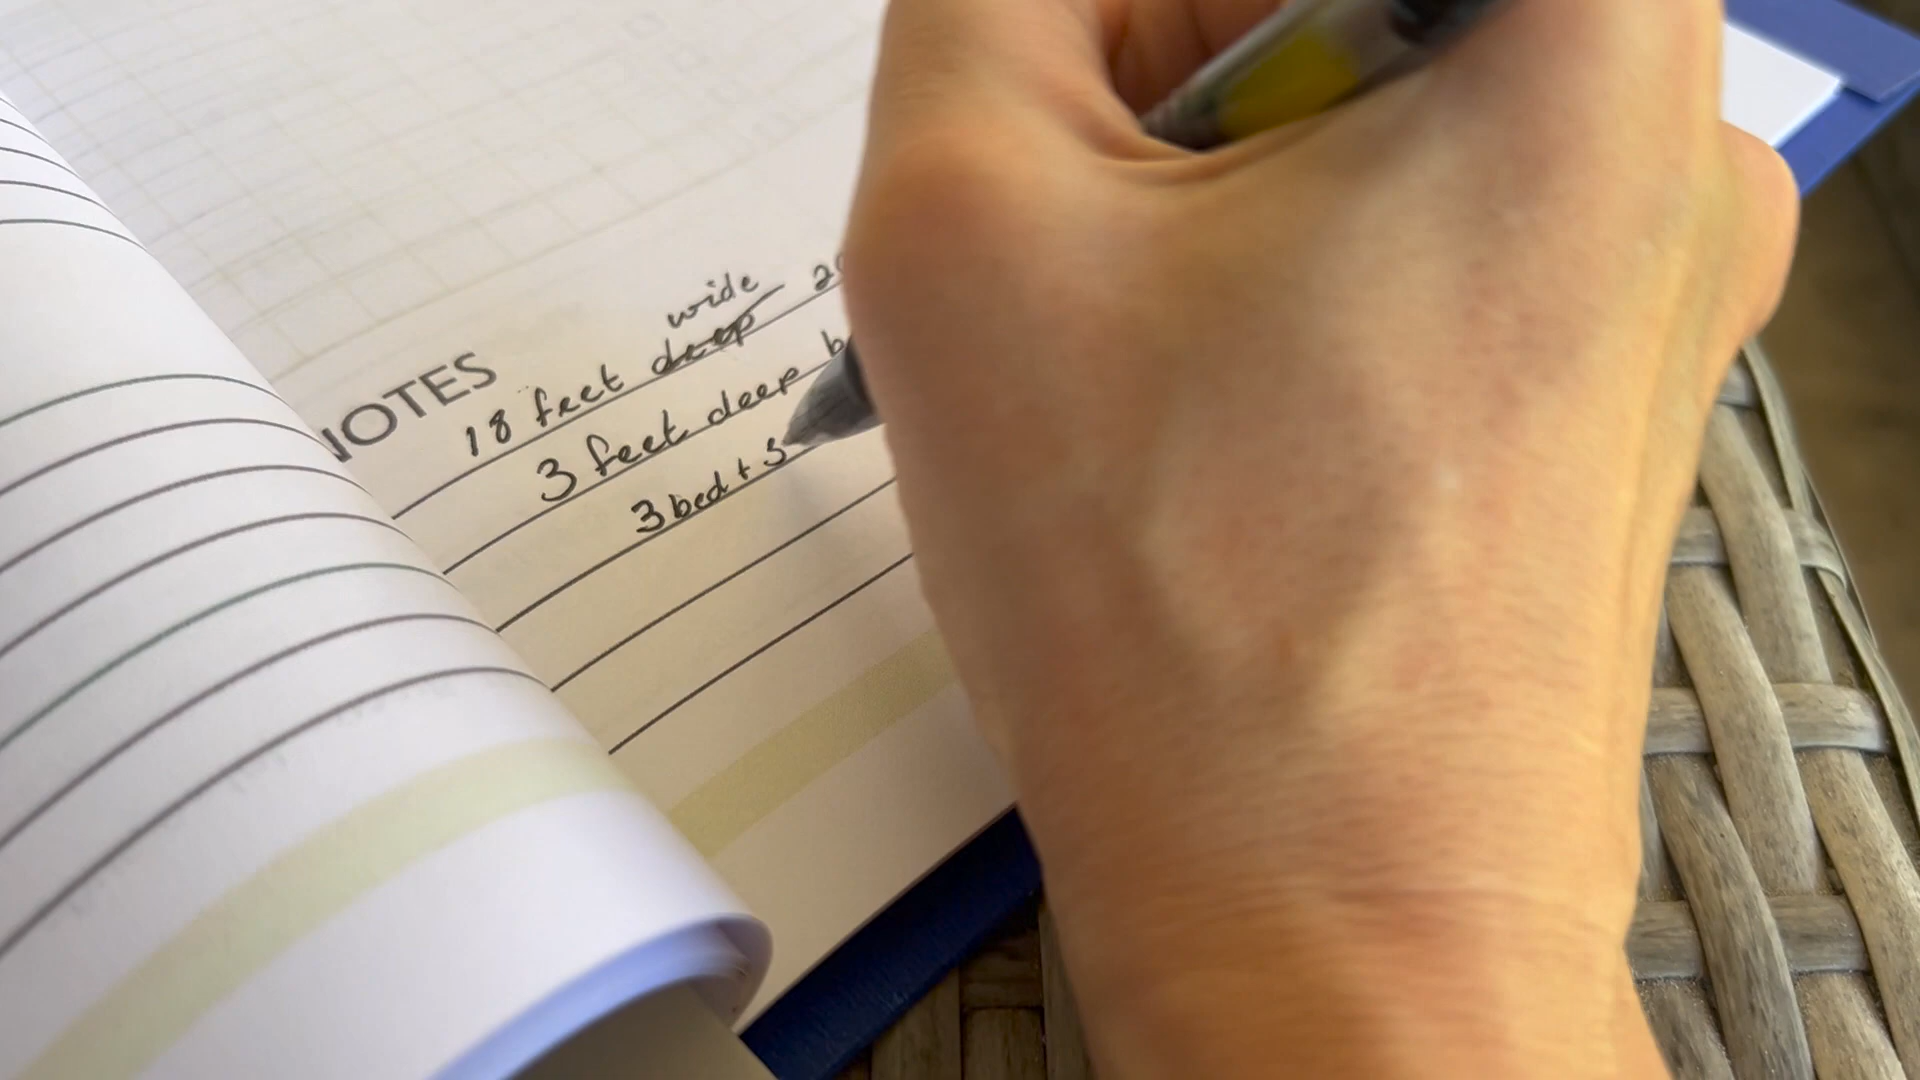 NOTES
wide
18 feet deep
3 feet deep
3 bed +